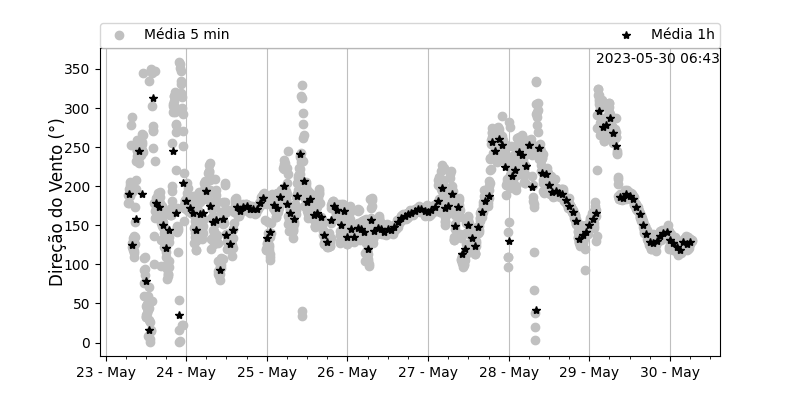 Média 5 min
Média 1h
2023-05-30 06:43
Direção do Vento (°)
350
300
250
200
150
100
50
0
23 - May
24 - May
25 - May
26 - May
27 - May
28 - May
29 - May
30 - May